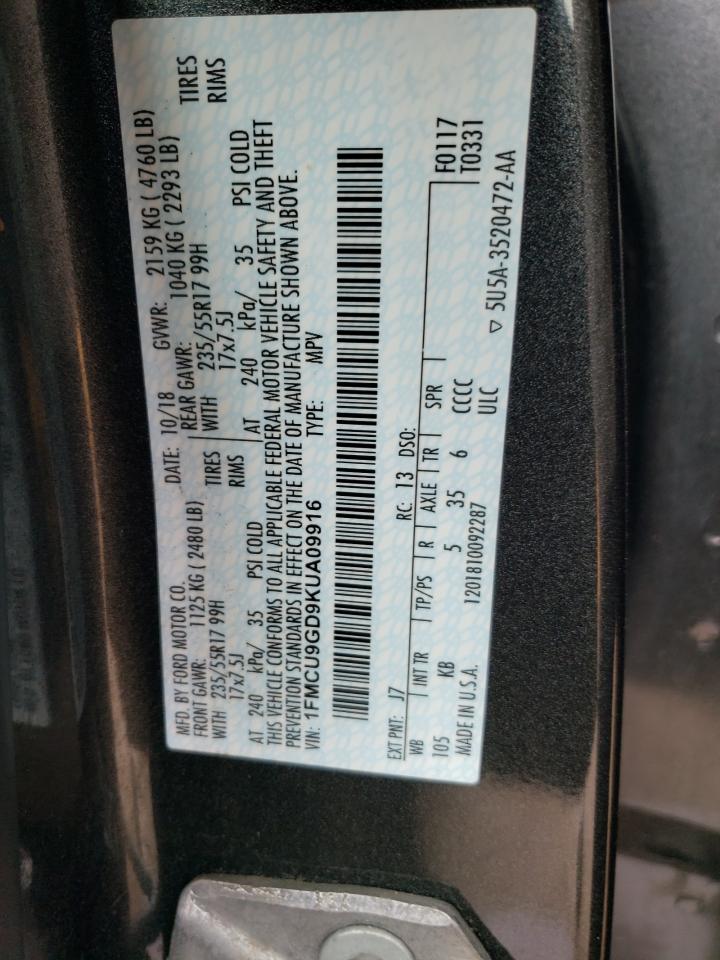 MFD. BY FORD MOTOR CO.
DATE: 10/18 GVWR: 2159 KG ( 4760 LB)
FRONT GAWR: 1125 KG ( 2480 LB) REAR GAWR: 1040 KG ( 2293 LB)
WITH 235/55R17 99H TIRES WITH 235/55R17 99H TIRES
17x7.5J RIMS 17x7.5J RIMS
AT 240 kPa/ 35 PSI COLD AT 240 kPa/ 35 PSI COLD
THIS VEHICLE CONFORMS TO ALL APPLICABLE FEDERAL MOTOR VEHICLE SAFETY AND THEFT
PREVENTION STANDARDS IN EFFECT ON THE DATE OF MANUFACTURE SHOWN ABOVE.
VIN: 1FMCU9GD9KUA09916 TYPE: MPV
EXT PNT: J7 RC: 13 DSO:
WB INT TR TP/PS R AXLE TR SPR F0117
105 KB 5 35 6 CCCC T0331
MADE IN U.S.A. 1201810092287 ULC ▽ 5U5A-3520472-AA